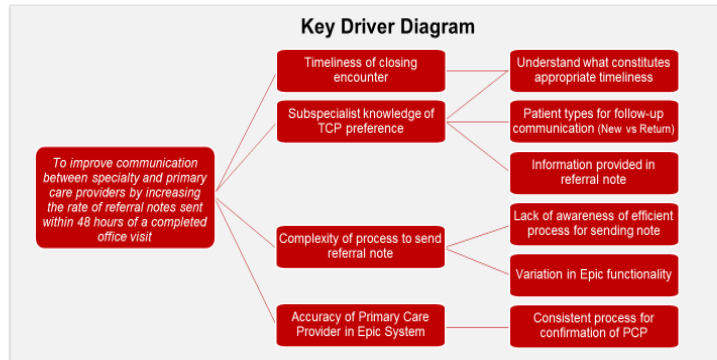 Key Driver Diagram
To improve communication
between specialty and primary
care providers by increasing
the rate of referral notes sent
within 48 hours of a completed
office visit
Timeliness of closing
encounter
Subspecialist knowledge of
TCP preference
Complexity of process to send
referral note
Accuracy of Primary Care
Provider in Epic System
Understand what constitutes
appropriate timeliness
Patient types for follow-up
communication (New vs Return)
Information provided in
referral note
Lack of awareness of efficient
process for sending note
Variation in Epic functionality
Consistent process for
confirmation of PCP